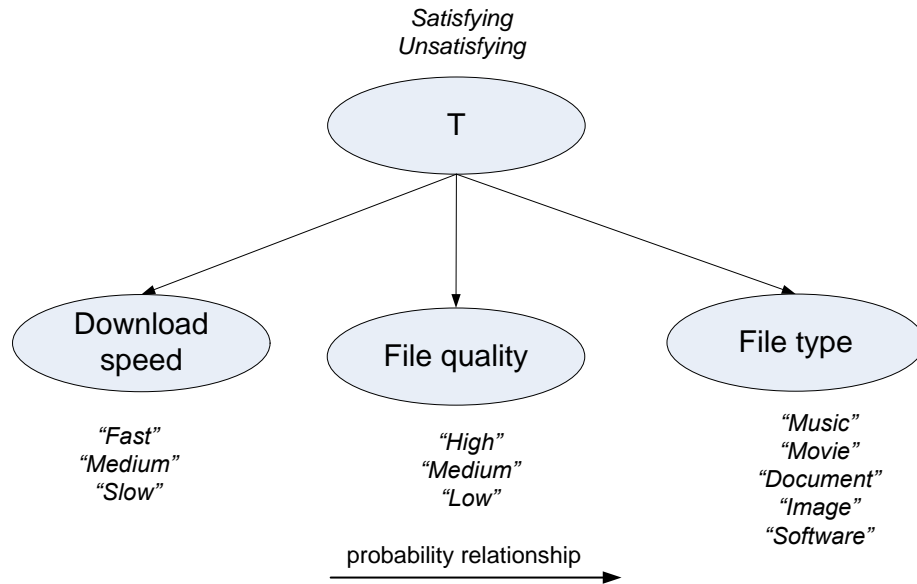 Satisfying
Unsatisfying
T
Download
speed
File quality
File type
“Fast”
“Medium”
“Slow”
“High”
“Medium”
“Low”
“Music”
“Movie”
“Document”
“Image”
“Software”
probability relationship